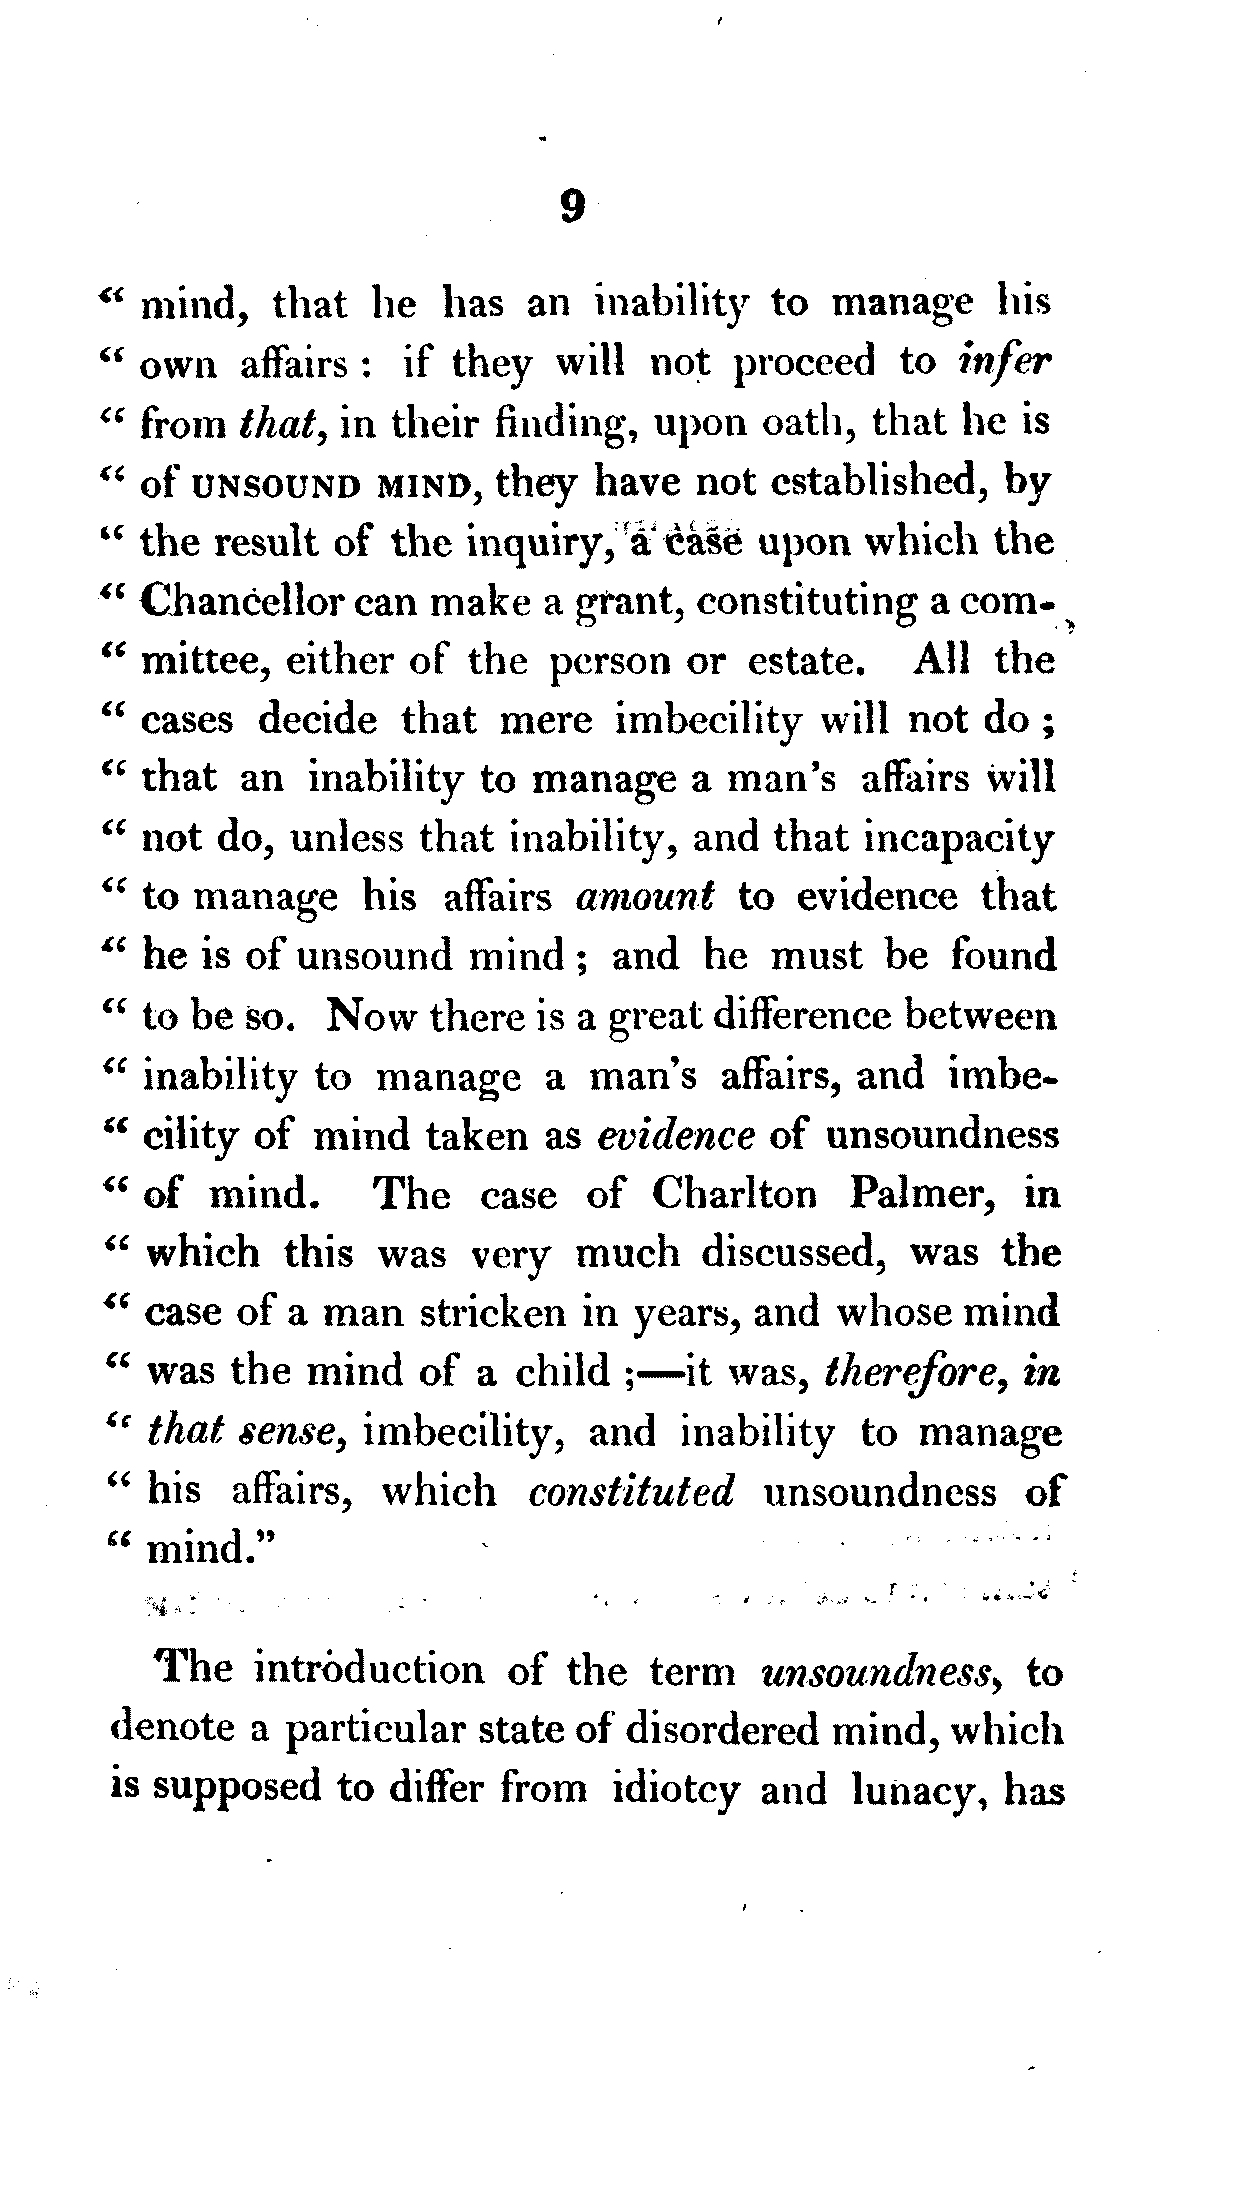 9
“ mind, that he has an inability to manage his
“ own affairs : if they will not proceed to infer
“ from that, in their finding, upon oath, that he is
“ of UNSOUND MIND, they have not established, by
“ the result of the inquiry, a case upon which the
“ Chancellor can make a grant, constituting a com-
“ mittee, either of the person or estate. All the
“ cases decide that mere imbecility will not do ;
“ that an inability to manage a man’s affairs will
“ not do, unless that inability, and that incapacity
“ to manage his affairs amount to evidence that
“ he is of unsound mind ; and he must be found
“ to be so. Now there is a great difference between
“ inability to manage a man’s affairs, and imbe-
“ cility of mind taken as evidence of unsoundness
“ of mind. The case of Charlton Palmer, in
“ which this was very much discussed, was the
“ case of a man stricken in years, and whose mind
“ was the mind of a child ;—it was, therefore, in
“ that sense, imbecility, and inability to manage
“ his affairs, which constituted unsoundness of
“ mind.”
The introduction of the term unsoundness, to
denote a particular state of disordered mind, which
is supposed to differ from idiotcy and lunacy, has